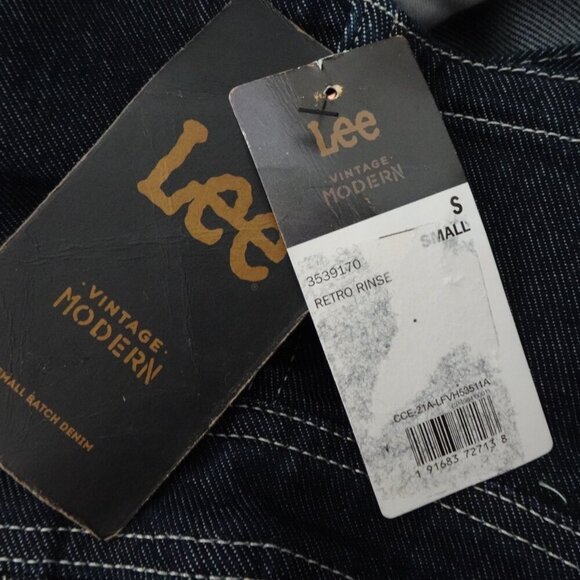 Lee
· VINTAGE ·
MODERN
SMALL BATCH DENIM
Lee
VINTAGE
MODERN
S
SMALL
3539170
RETRO RINSE
CCE-21A-LFVH53511A
1 91683 72713 8